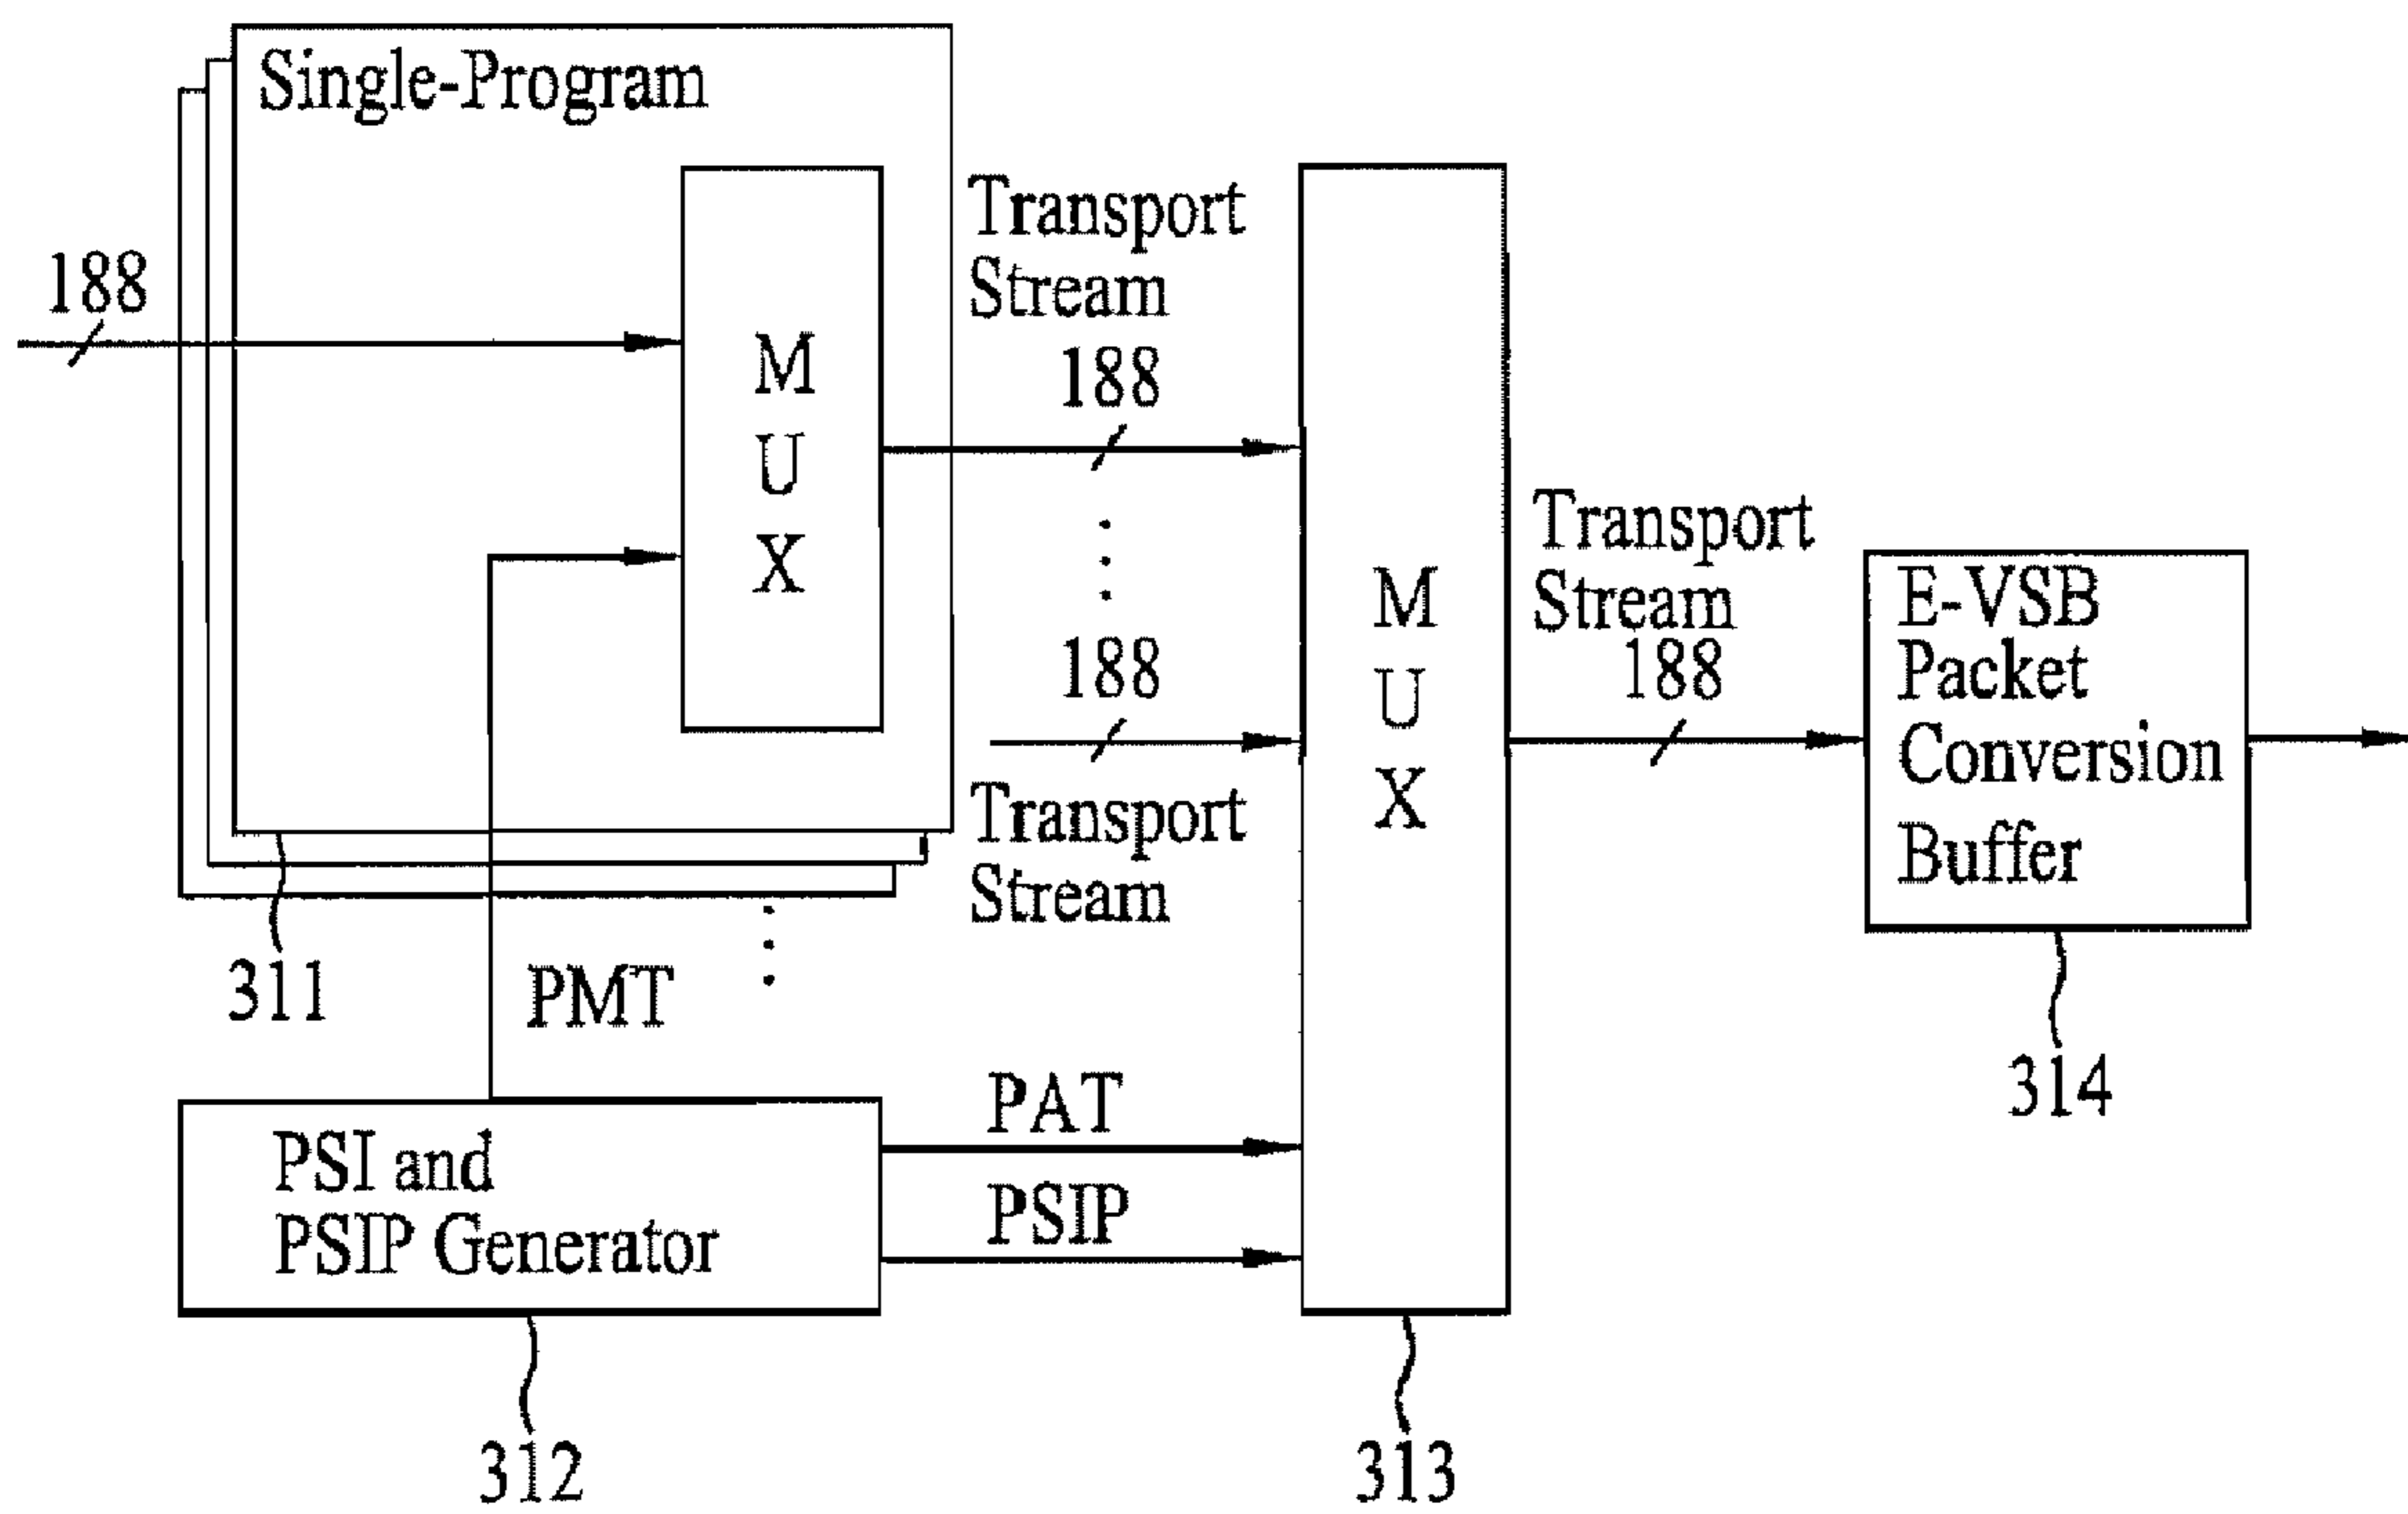 Single-Program
188
M
U
X
Transport
Stream
188
188
Transport
Stream
M
U
X
Transport
Stream
188
E-VSB
Packet
Conversion
Buffer
311
PMT
314
PSI and
PSIP Generator
PAT
PSIP
312
313